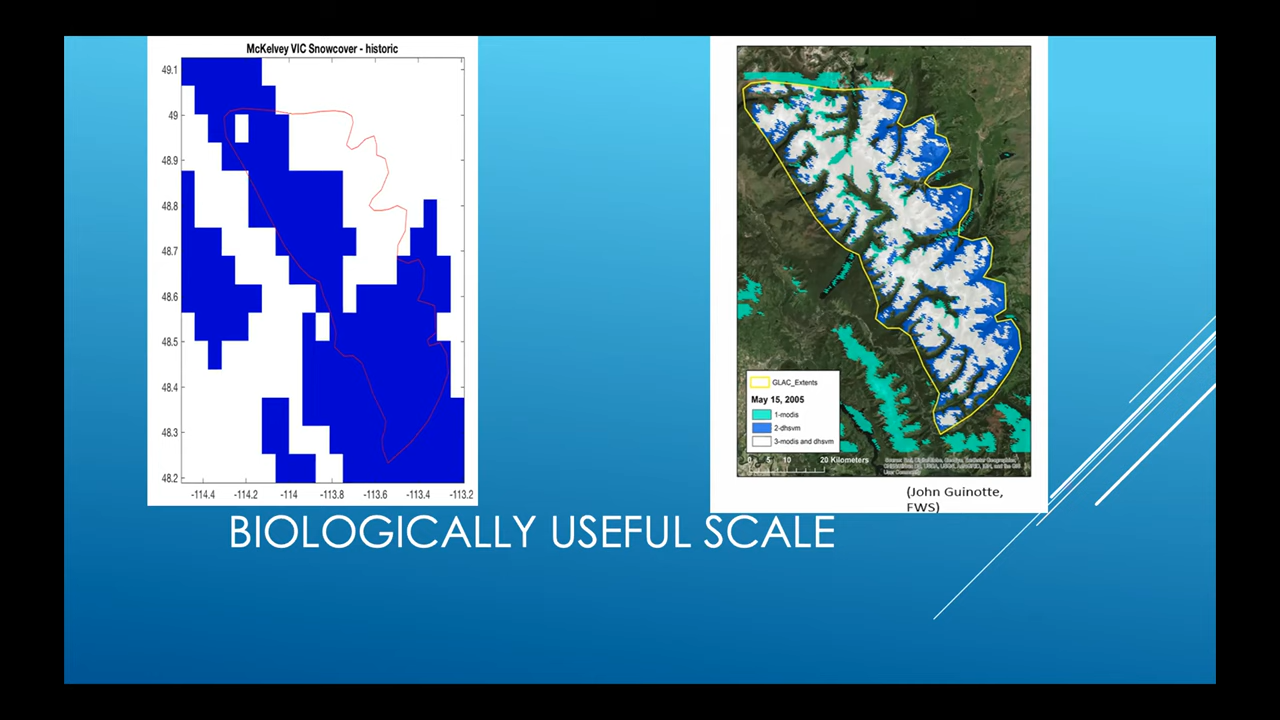 McKelvey VIC Snowcover - historic
49.1
49
48.9
48.8
48.7
48.6
48.5
48.4
48.3
48.2
-114.4 -114.2 -114 -113.8 -113.6 -113.4 -113.2
GLAC_Extents
May 15, 2005
1-modis
2-dhsvm
3-modis and dhsvm
0 5 10 20 Kilometers
(John Guinotte,
FWS)
BIOLOGICALLY USEFUL SCALE